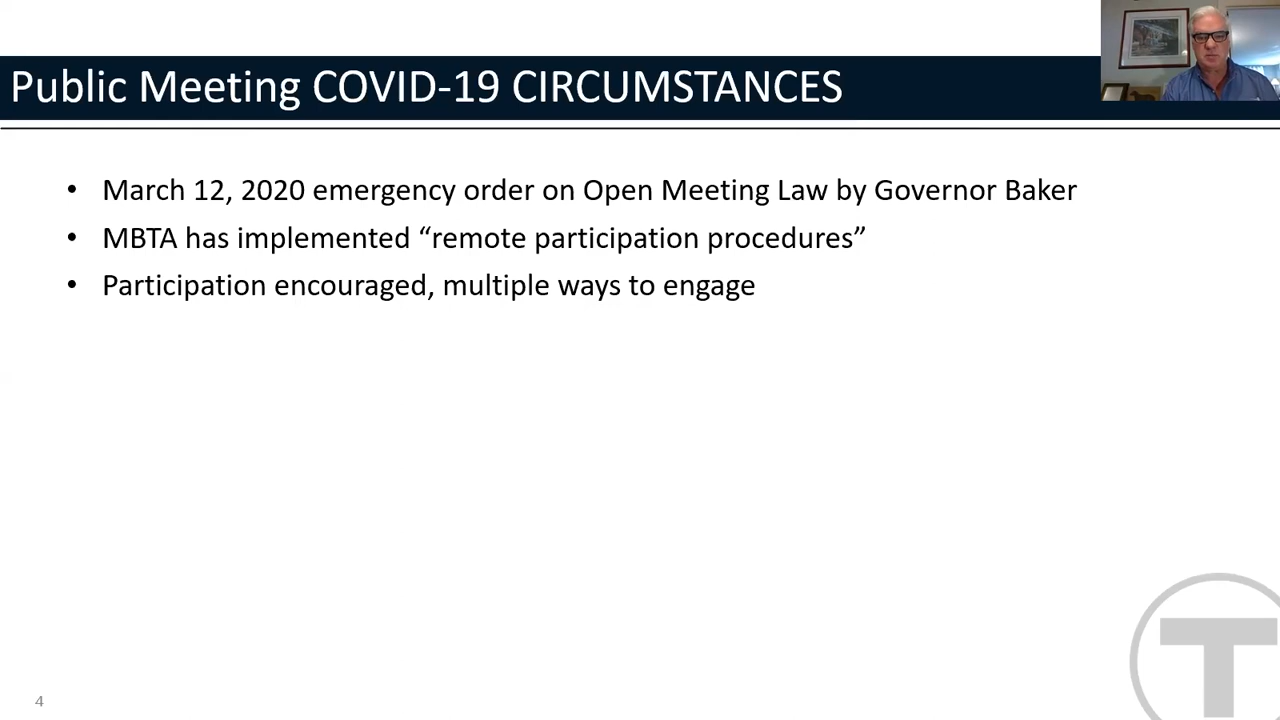 Public Meeting COVID-19 CIRCUMSTANCES
• March 12, 2020 emergency order on Open Meeting Law by Governor Baker
• MBTA has implemented “remote participation procedures”
• Participation encouraged, multiple ways to engage
T
4